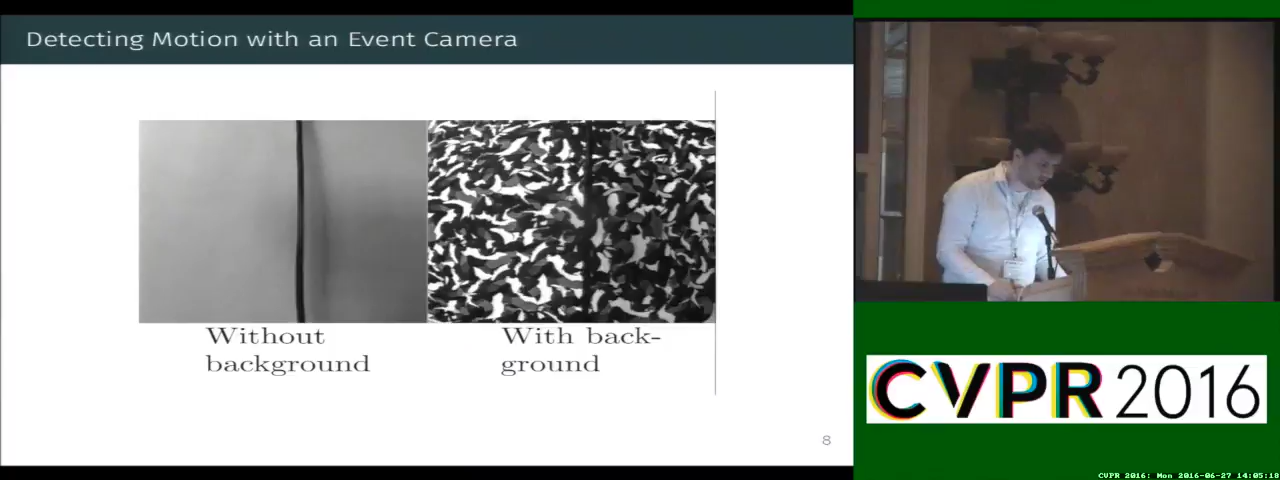 Detecting Motion with an Event Camera
Without
background
With back-
ground
8
CVPR 2016
CVPR 2016: Mon 2016-06-27 14:05:18